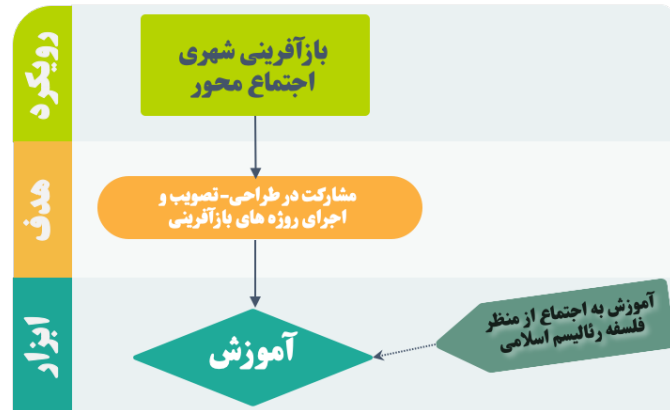 رویکرد
بازآفرینی شهری
اجتماع محور
هدف
مشارکت در طراحی- تصویب و
اجرای روژه های بازآفرینی
ابزار
آموزش
آموزش به اجتماع از منظر
فلسفه رئالیسم اسلامی